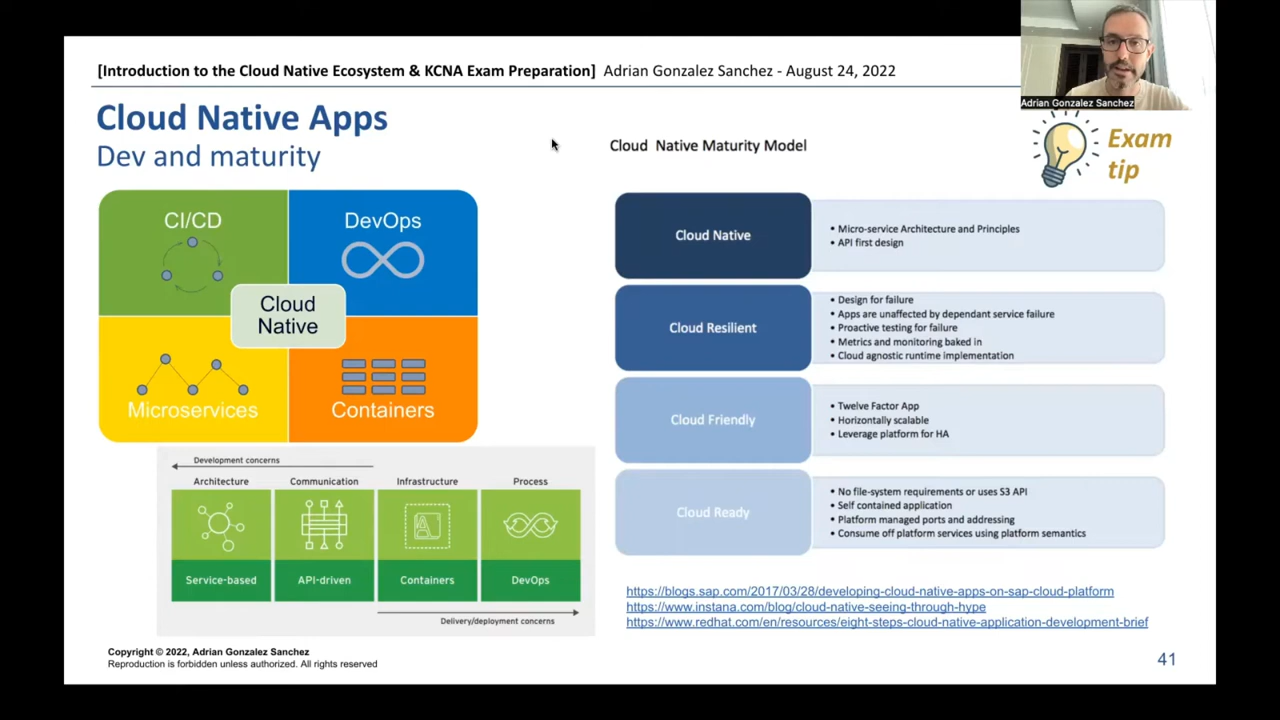 [Introduction to the Cloud Native Ecosystem & KCNA Exam Preparation] Adrian Gonzalez Sanchez - August 24, 2022
Adrian Gonzalez Sanchez
Cloud Native Apps
Dev and maturity
Exam
tip
CI/CD
DevOps
Cloud
Native
Microservices
Containers
Development concerns
Architecture
Communication
Infrastructure
Process
Service-based
API-driven
Containers
DevOps
Delivery/deployment concerns
Cloud Native Maturity Model
Cloud Native
• Micro-service Architecture and Principles
• API first design
Cloud Resilient
• Design for failure
• Apps are unaffected by dependant service failure
• Proactive testing for failure
• Metrics and monitoring baked in
• Cloud agnostic runtime implementation
Cloud Friendly
• Twelve Factor App
• Horizontally scalable
• Leverage platform for HA
Cloud Ready
• No file-system requirements or uses S3 API
• Self contained application
• Platform managed ports and addressing
• Consume off platform services using platform semantics
https://blogs.sap.com/2017/03/28/developing-cloud-native-apps-on-sap-cloud-platform
https://www.instana.com/blog/cloud-native-seeing-through-hype
https://www.redhat.com/en/resources/eight-steps-cloud-native-application-development-brief
Copyright © 2022, Adrian Gonzalez Sanchez
Reproduction is forbidden unless authorized. All rights reserved
41